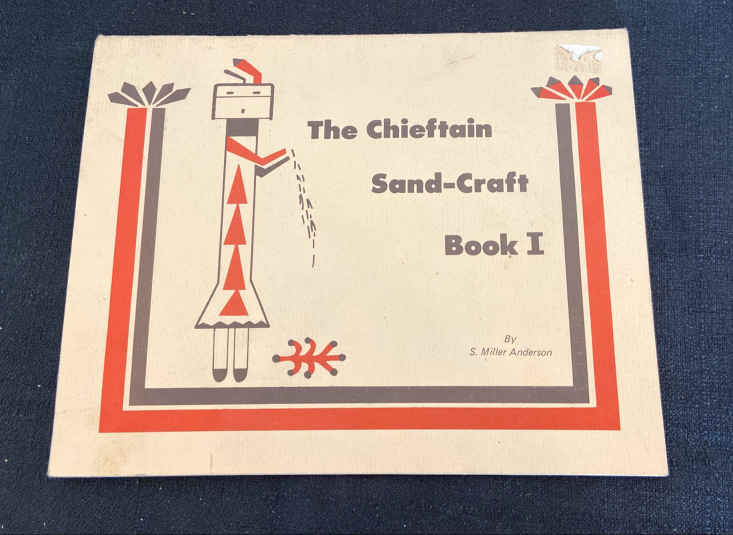 The Chieftain
Sand-Craft
Book I
By
S. Miller Anderson